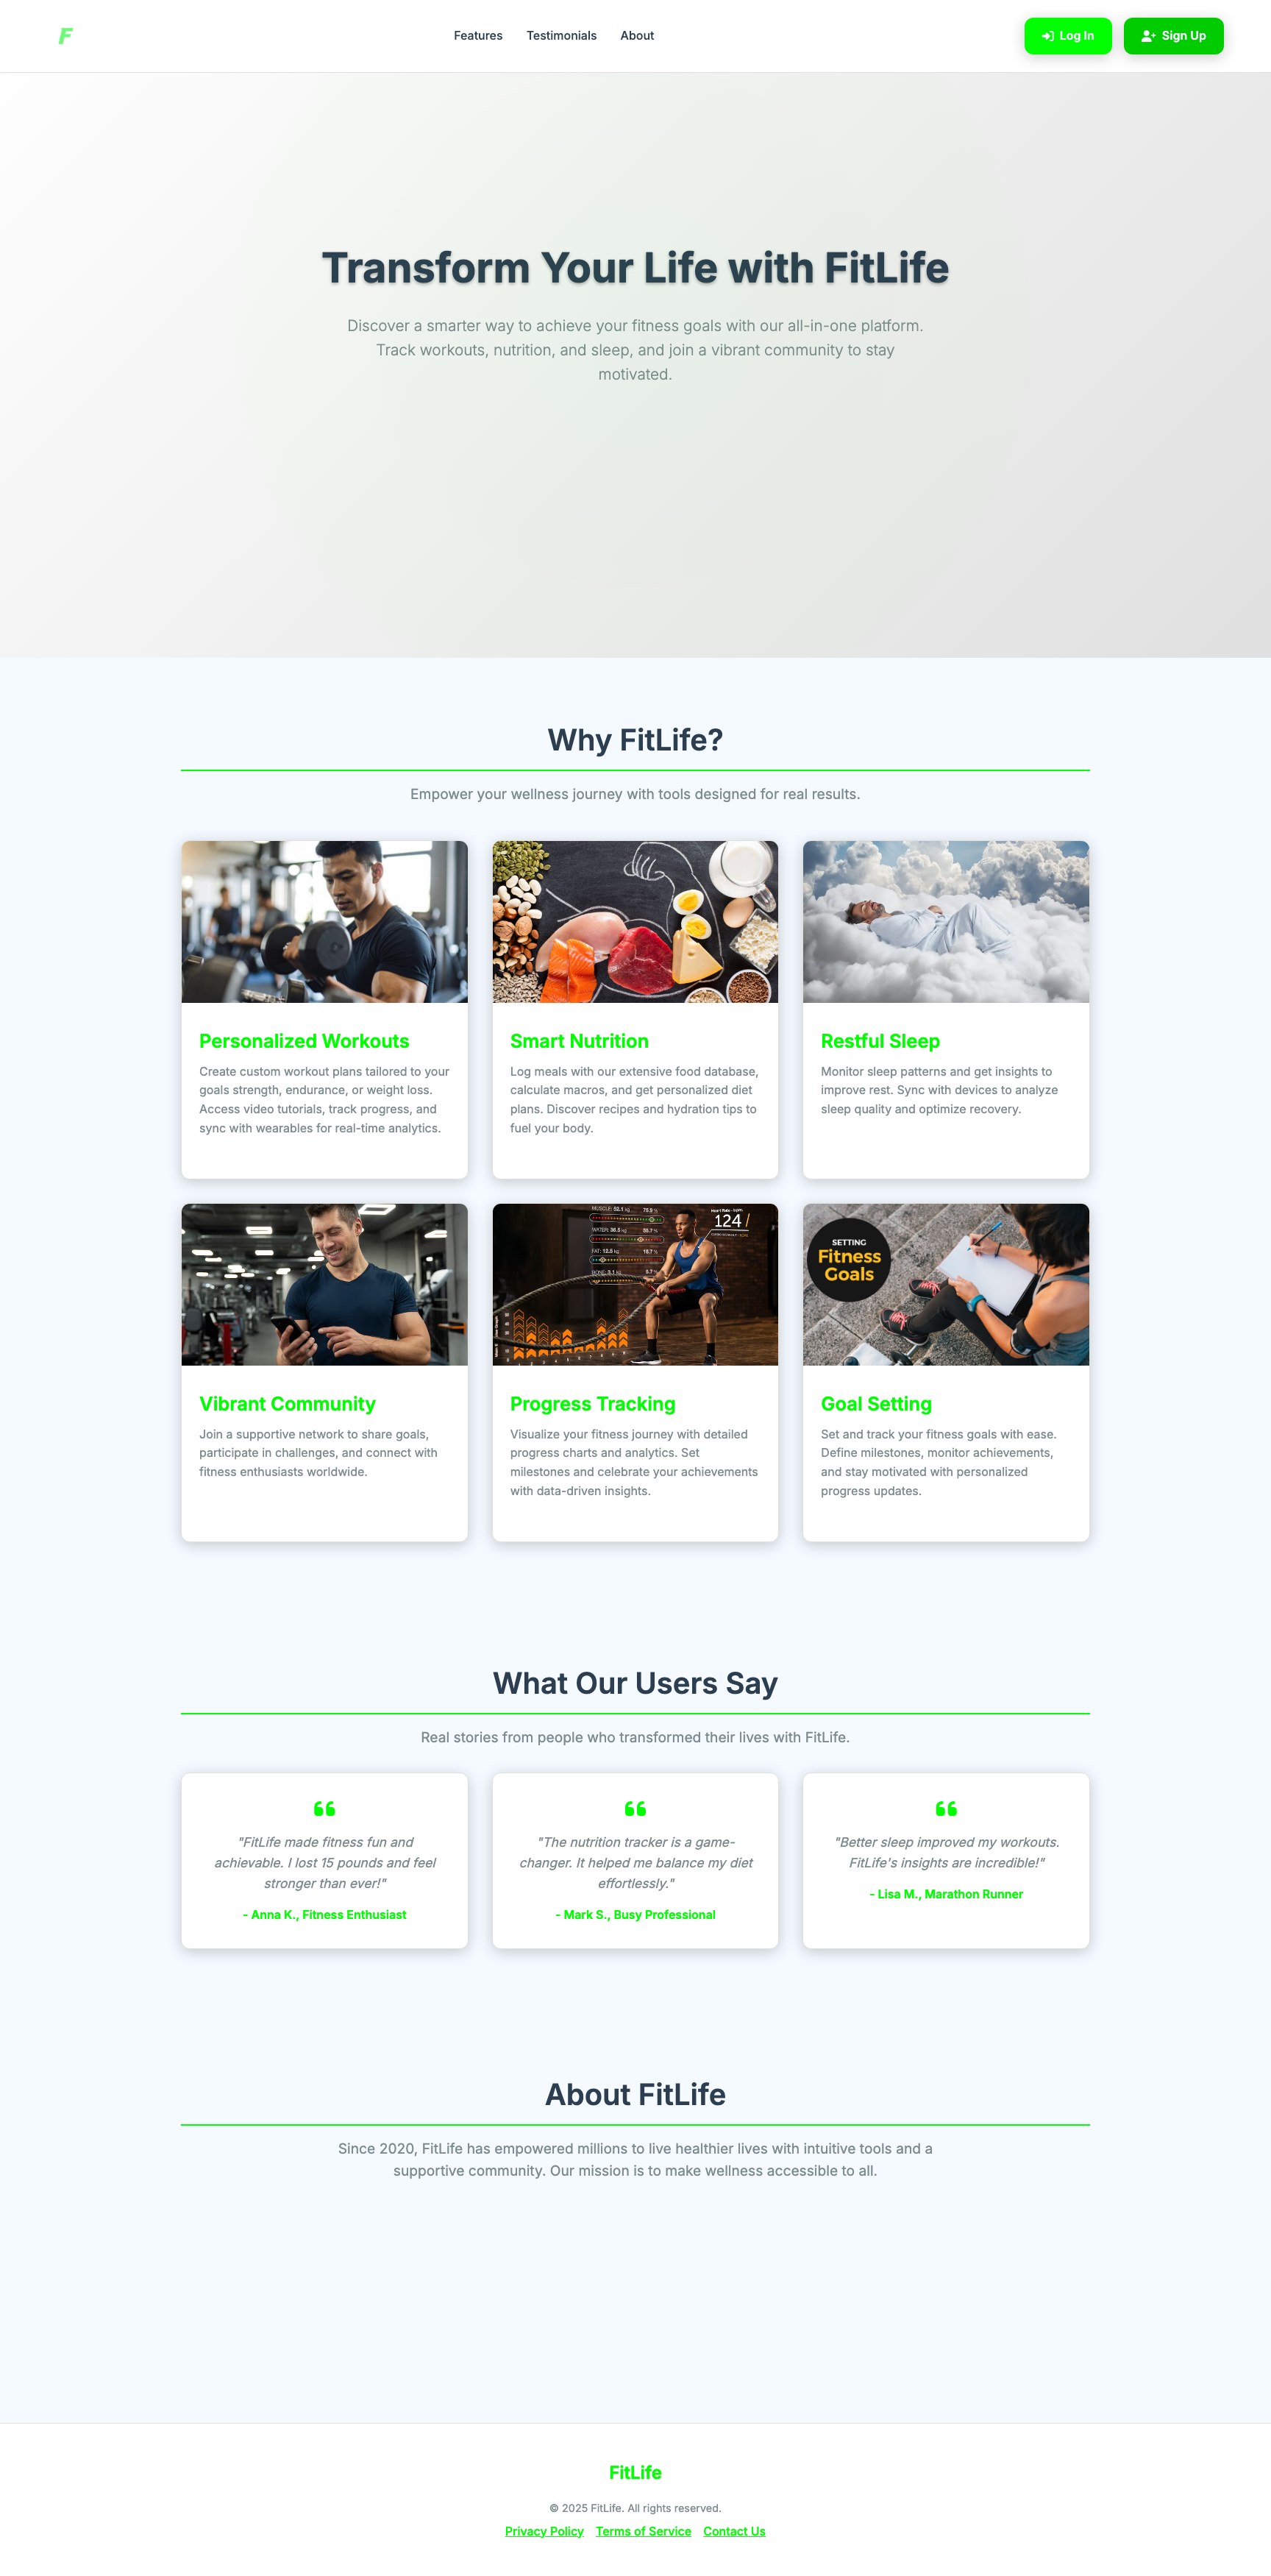 F
Features
Testimonials
About
Log In
Sign Up
Transform Your Life with FitLife
Discover a smarter way to achieve your fitness goals with our all-in-one platform.
Track workouts, nutrition, and sleep, and join a vibrant community to stay
motivated.
Why FitLife?
Empower your wellness journey with tools designed for real results.
Personalized Workouts
Create custom workout plans tailored to your
goals strength, endurance, or weight loss.
Access video tutorials, track progress, and
sync with wearables for real-time analytics.
Smart Nutrition
Log meals with our extensive food database,
calculate macros, and get personalized diet
plans. Discover recipes and hydration tips to
fuel your body.
Restful Sleep
Monitor sleep patterns and get insights to
improve rest. Sync with devices to analyze
sleep quality and optimize recovery.
MUSCLE: 82.1 kg
WATER: 36.5 kg
FAT: 12.5 kg
124
SETTING
Fitness
Goals
Vibrant Community
Join a supportive network to share goals,
participate in challenges, and connect with
fitness enthusiasts worldwide.
Progress Tracking
Visualize your fitness journey with detailed
progress charts and analytics. Set
milestones and celebrate your achievements
with data-driven insights.
Goal Setting
Set and track your fitness goals with ease.
Define milestones, monitor achievements,
and stay motivated with personalized
progress updates.
What Our Users Say
Real stories from people who transformed their lives with FitLife.
"FitLife made fitness fun and
achievable. I lost 15 pounds and feel
stronger than ever!"
- Anna K., Fitness Enthusiast
"The nutrition tracker is a game-
changer. It helped me balance my diet
effortlessly."
- Mark S., Busy Professional
"Better sleep improved my workouts.
FitLife's insights are incredible!"
- Lisa M., Marathon Runner
About FitLife
Since 2020, FitLife has empowered millions to live healthier lives with intuitive tools and a
supportive community. Our mission is to make wellness accessible to all.
FitLife
© 2025 FitLife. All rights reserved.
Privacy Policy
Terms of Service
Contact Us